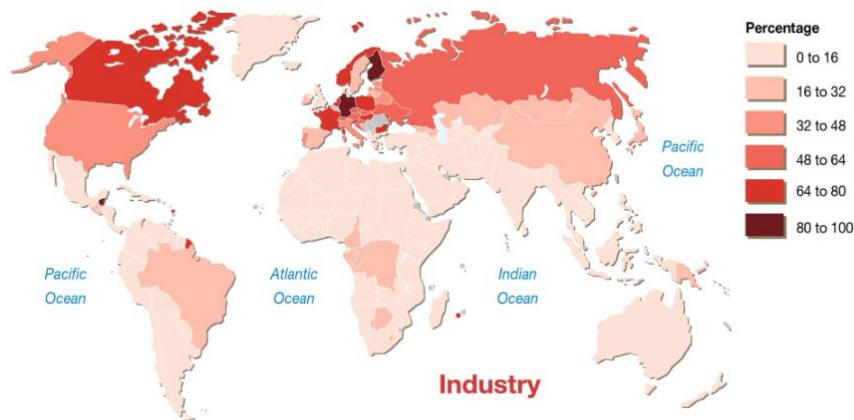 Percentage
0 to 16
16 to 32
32 to 48
48 to 64
64 to 80
80 to 100
Pacific
Ocean
Pacific
Ocean
Atlantic
Ocean
Indian
Ocean
Industry